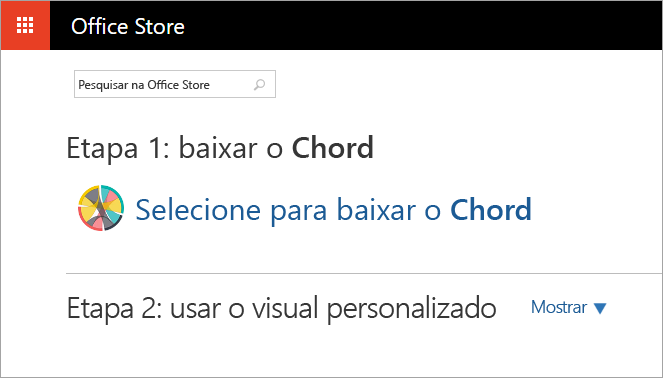 Office Store
Pesquisar na Office Store
Etapa 1: baixar o Chord
Selecione para baixar o Chord
Etapa 2: usar o visual personalizado
Mostrar ▼